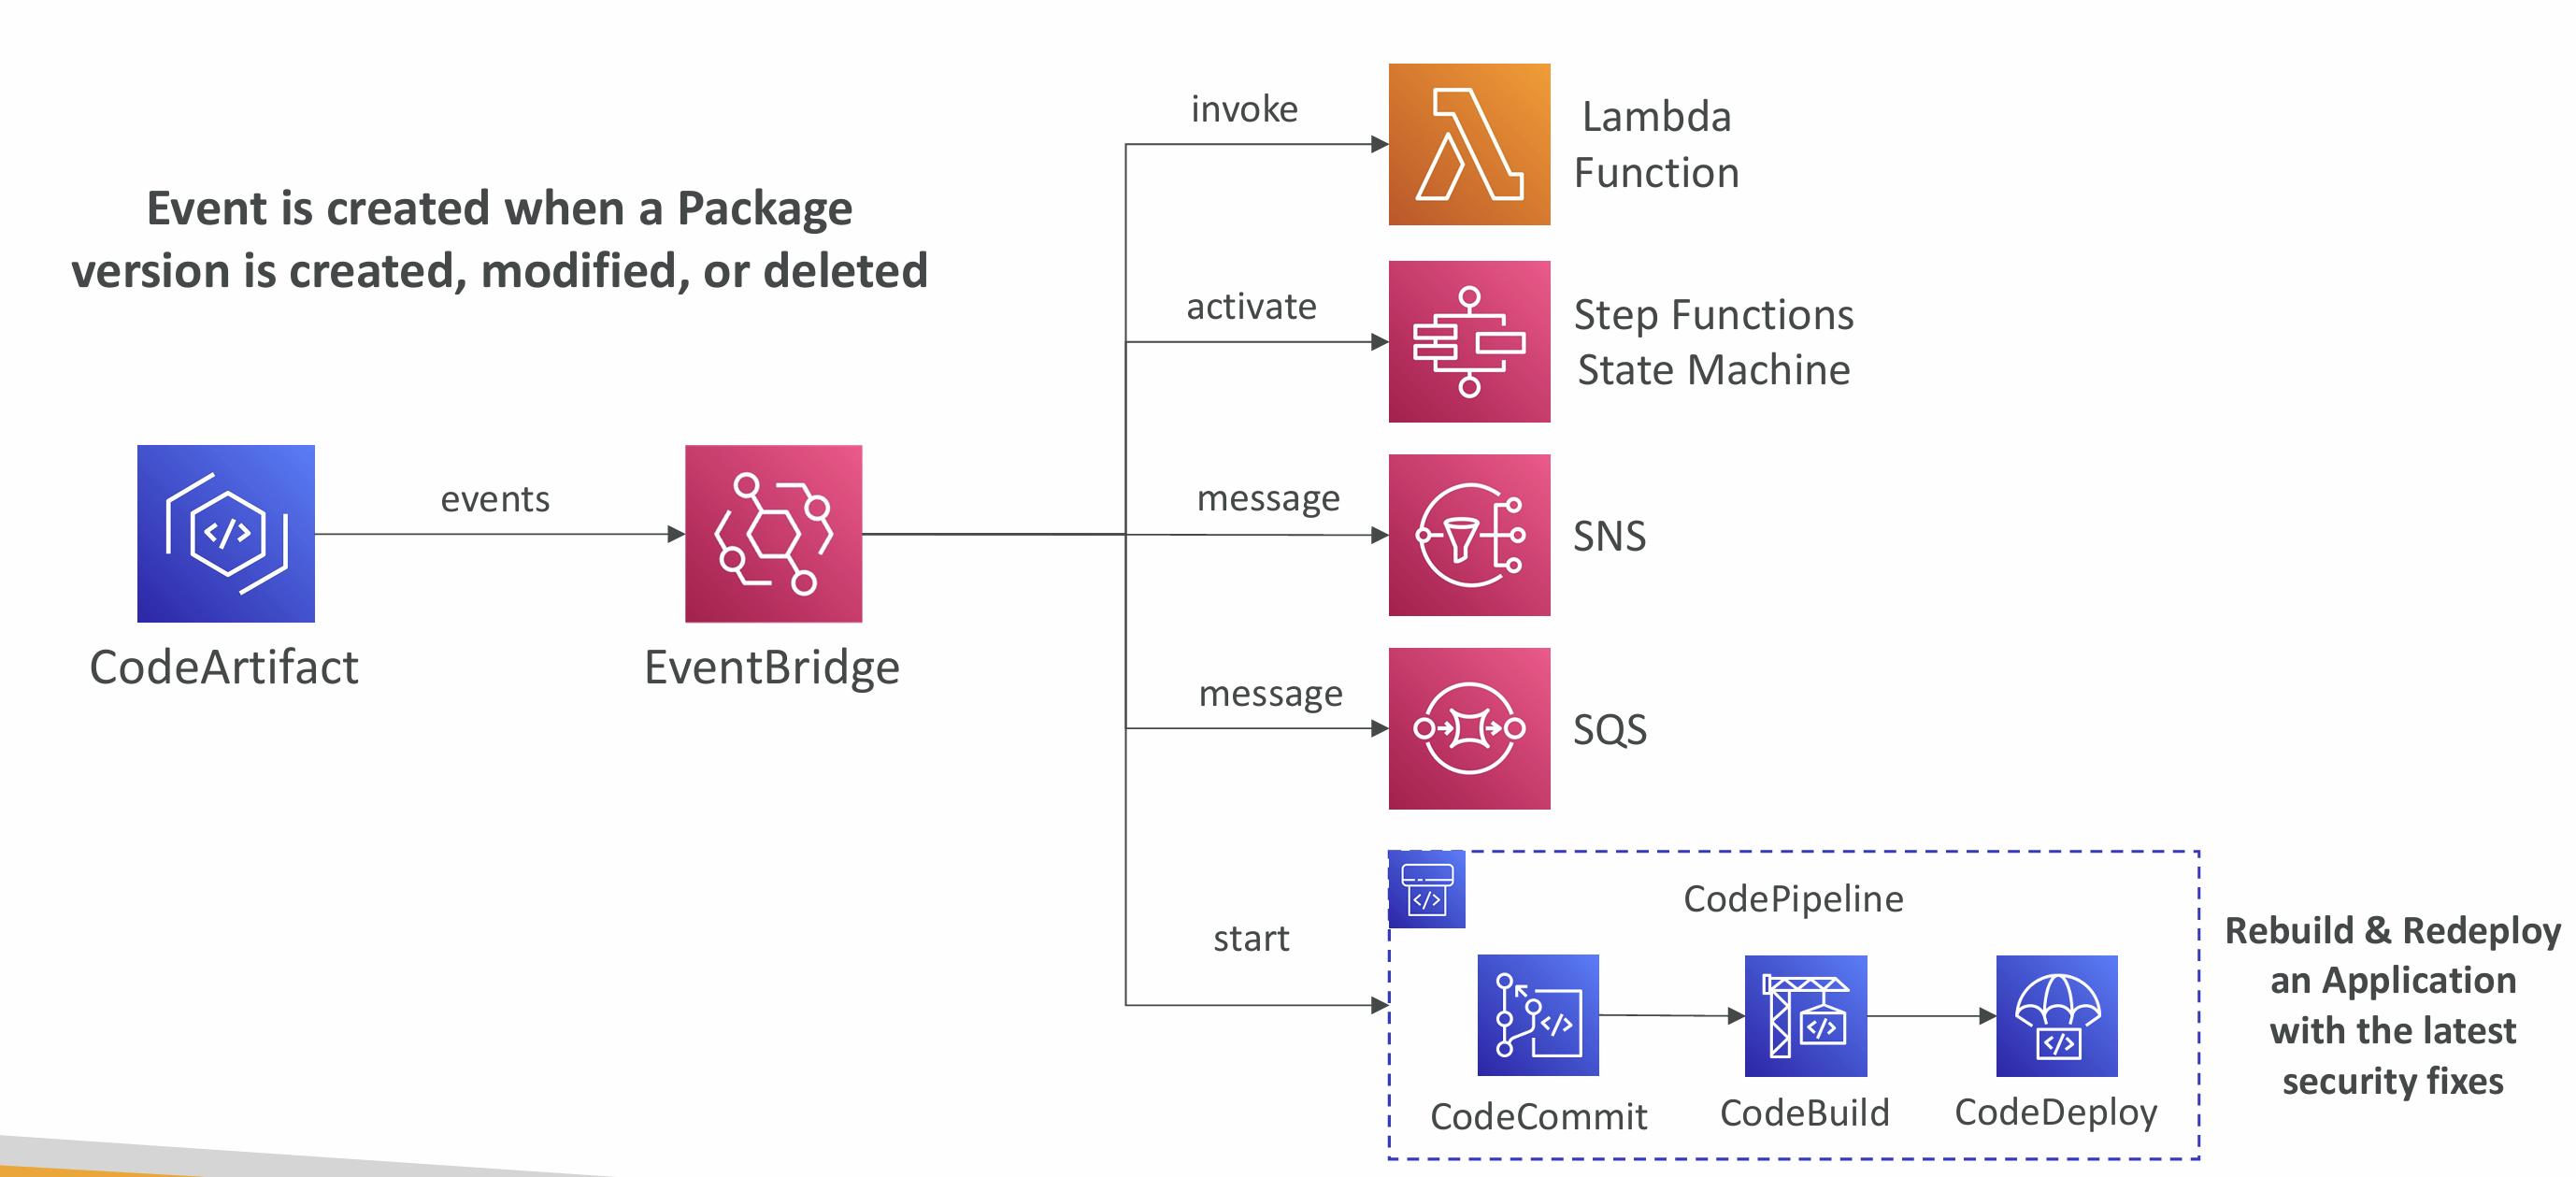 Event is created when a Package
version is created, modified, or deleted
CodeArtifact
events
EventBridge
invoke
Lambda
Function
activate
Step Functions
State Machine
message
SNS
message
SQS
start
CodePipeline
CodeCommit
CodeBuild
CodeDeploy
Rebuild & Redeploy
an Application
with the latest
security fixes